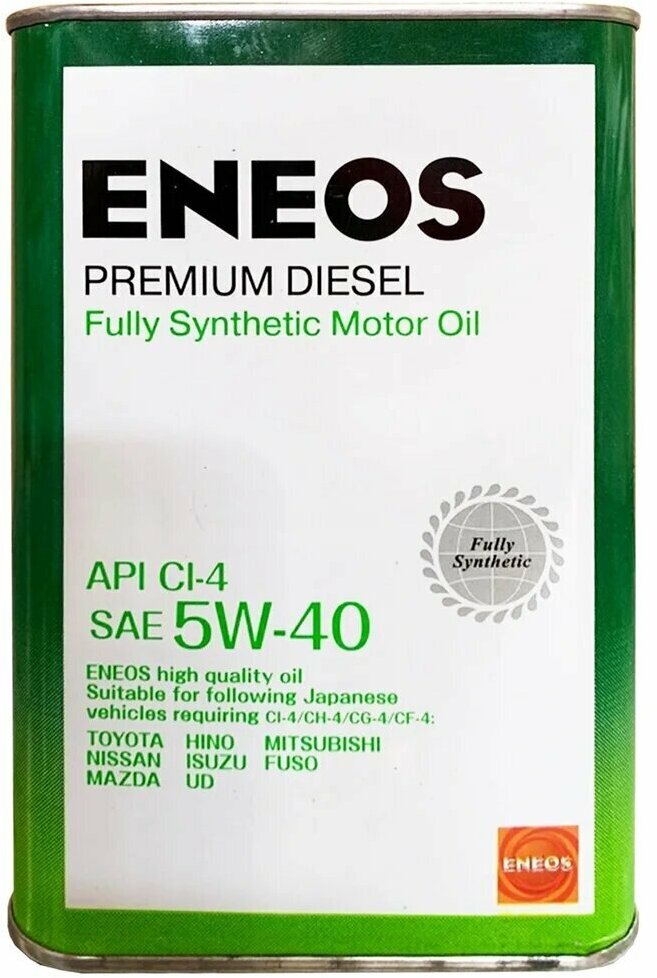 ENEOS
PREMIUM DIESEL
Fully Synthetic Motor Oil
Fully
Synthetic
API CI-4
SAE 5W-40
ENEOS high quality oil
Suitable for following Japanese
vehicles requiring CI-4/CH-4/CG-4/CF-4:
TOYOTA HINO MITSUBISHI
NISSAN ISUZU FUSO
MAZDA UD
ENEOS